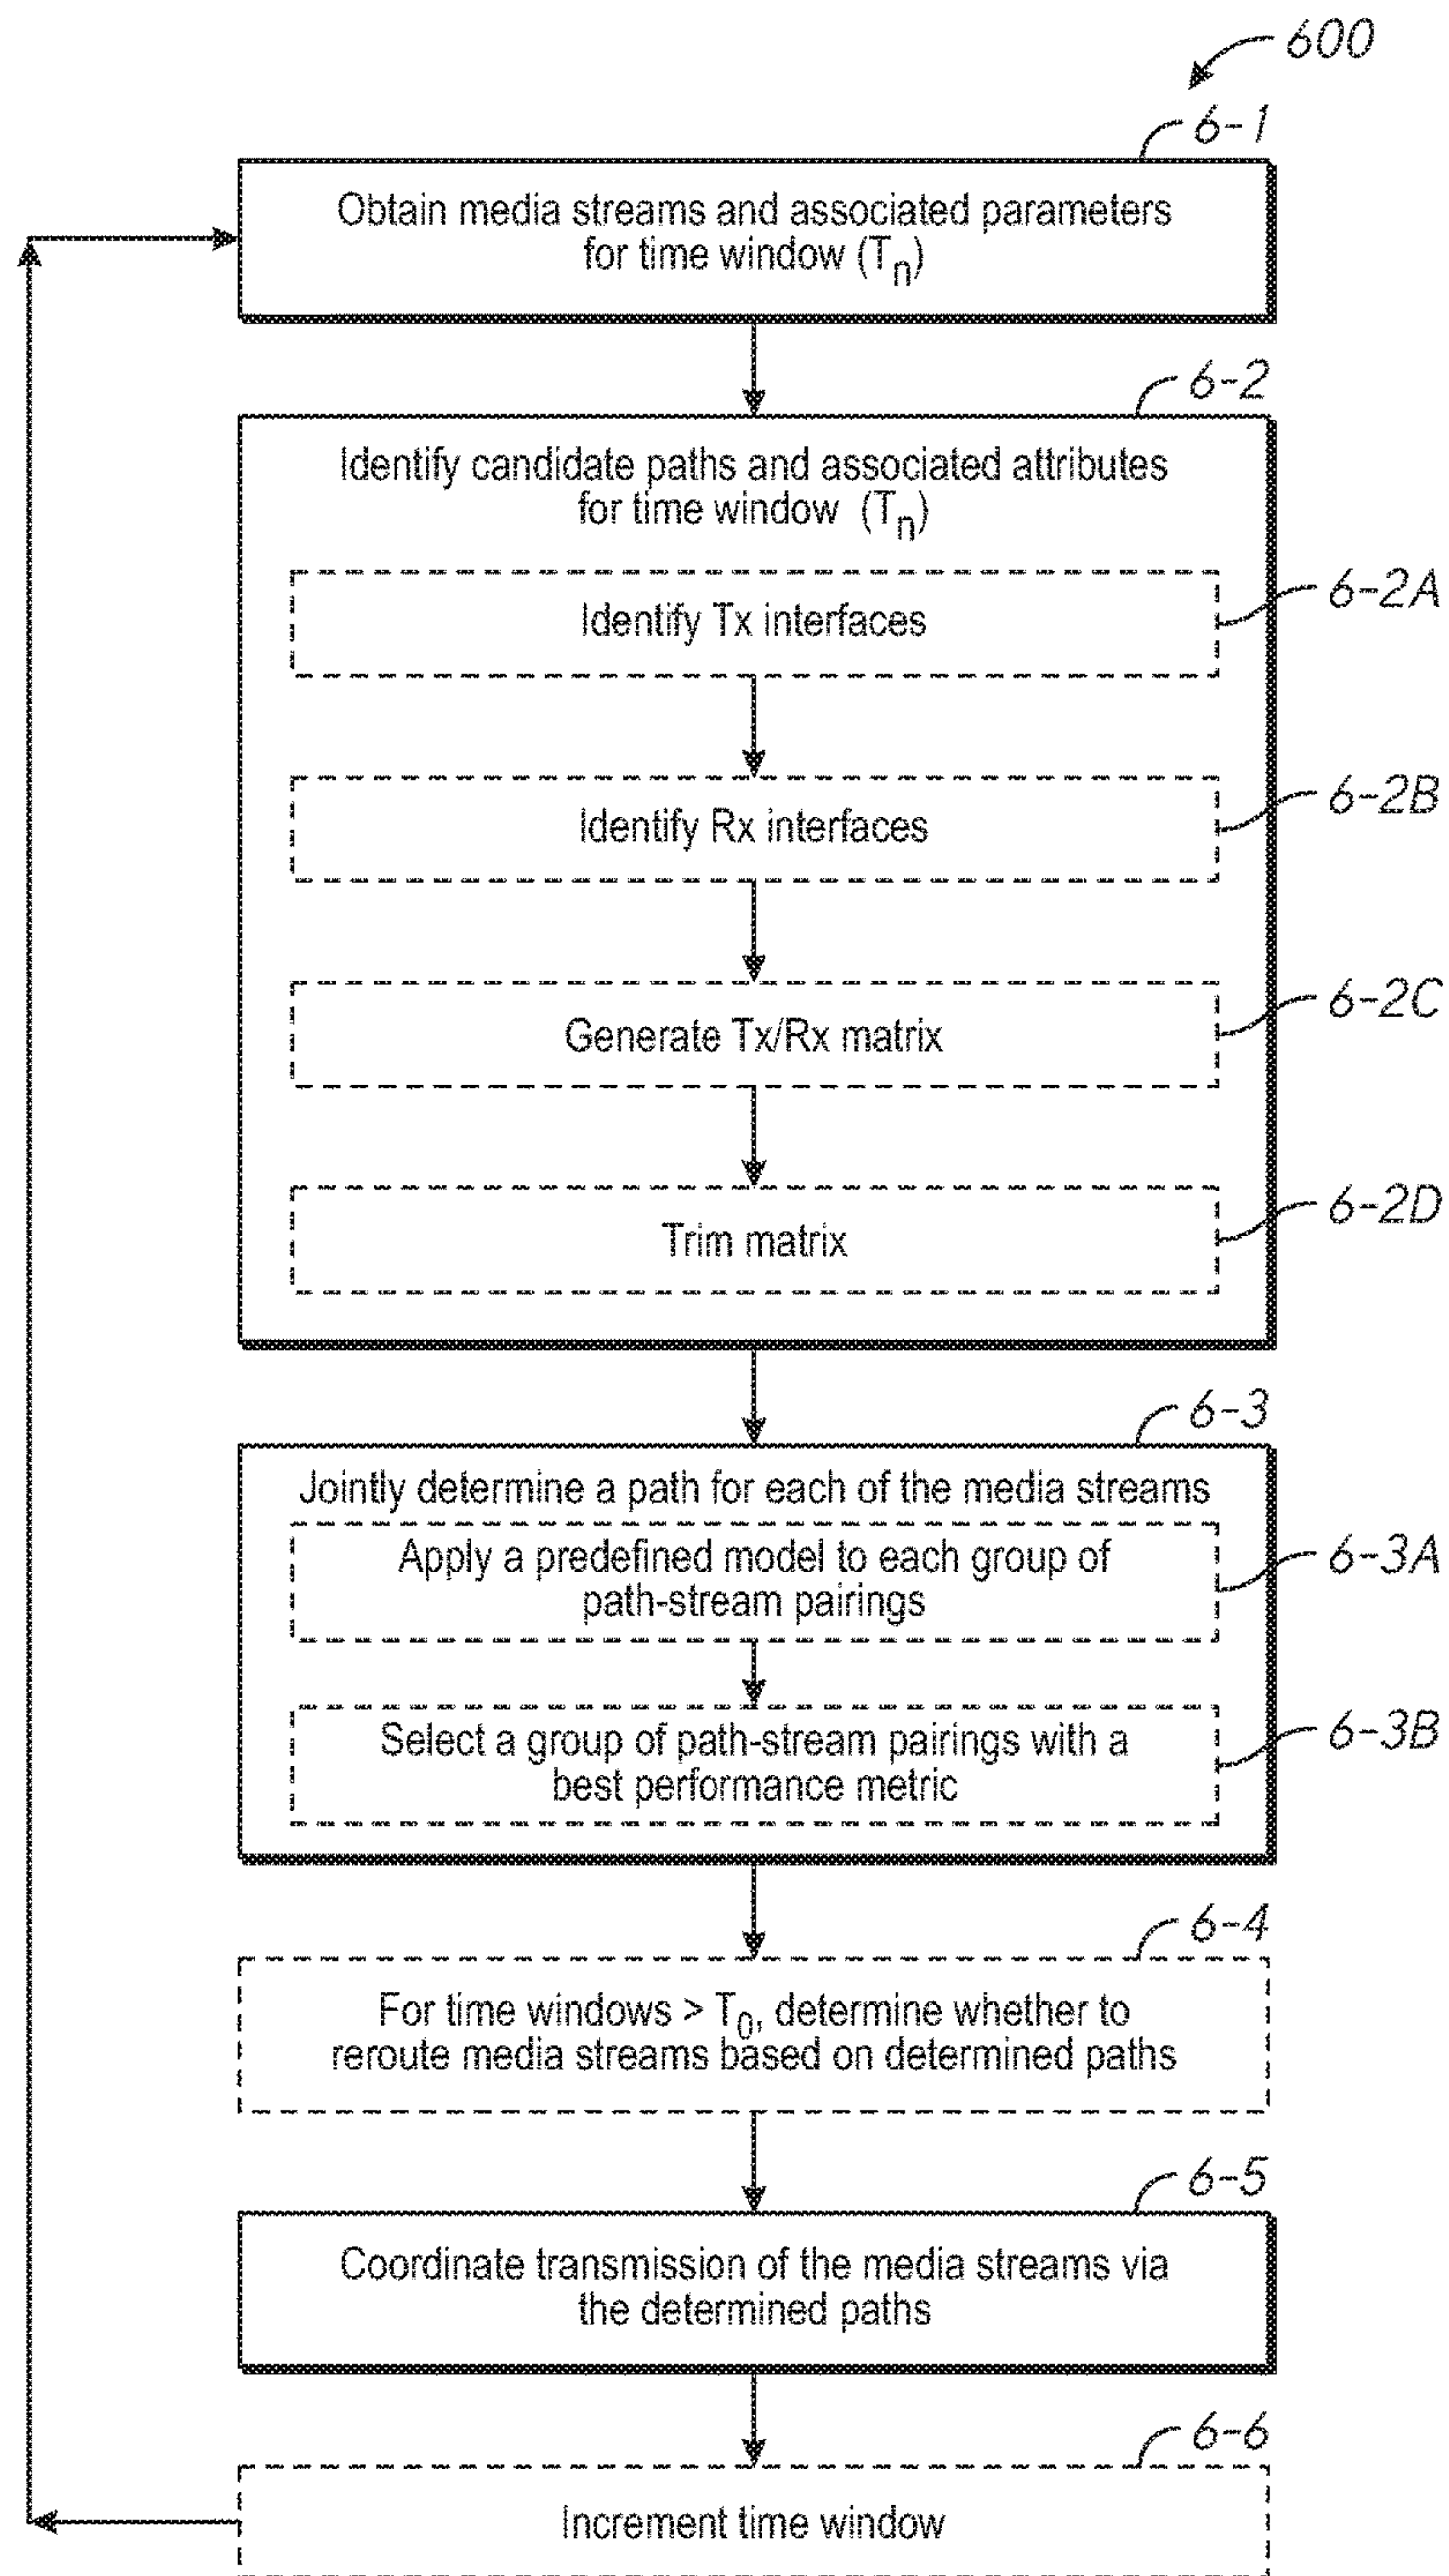 600
6-1
Obtain media streams and associated parameters
for time window (Tn)
6-2
Identify candidate paths and associated attributes
for time window (Tn)
6-2A
Identify Tx interfaces
6-2B
Identify Rx interfaces
6-2C
Generate Tx/Rx matrix
6-2D
Trim matrix
6-3
Jointly determine a path for each of the media streams
6-3A
Apply a predefined model to each group of
path-stream pairings
6-3B
Select a group of path-stream pairings with a
best performance metric
6-4
For time windows > T0, determine whether to
reroute media streams based on determined paths
6-5
Coordinate transmission of the media streams via
the determined paths
6-6
Increment time window